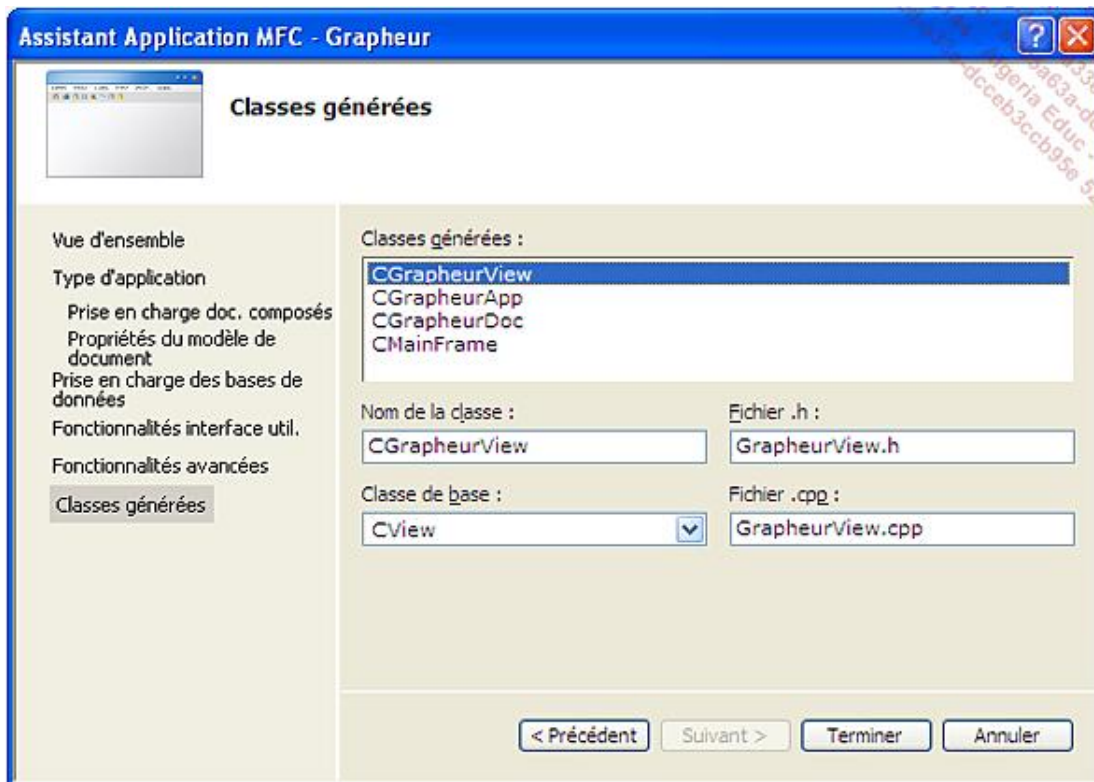 Assistant Application MFC - Grapheur
Classes générées
Vue d'ensemble
Type d'application
Prise en charge doc. composés
Propriétés du modèle de
document
Prise en charge des bases de
données
Fonctionnalités interface util.
Fonctionnalités avancées
Classes générées
Classes générées :
CGrapheurView
CGrapheurApp
CGrapheurDoc
CMainFrame
Nom de la classe :
Fichier .h :
CGrapheurView
GrapheurView.h
Classe de base :
Fichier .cpp :
CView
GrapheurView.cpp
< Précédent
Suivant >
Terminer
Annuler
Algeria Educ -